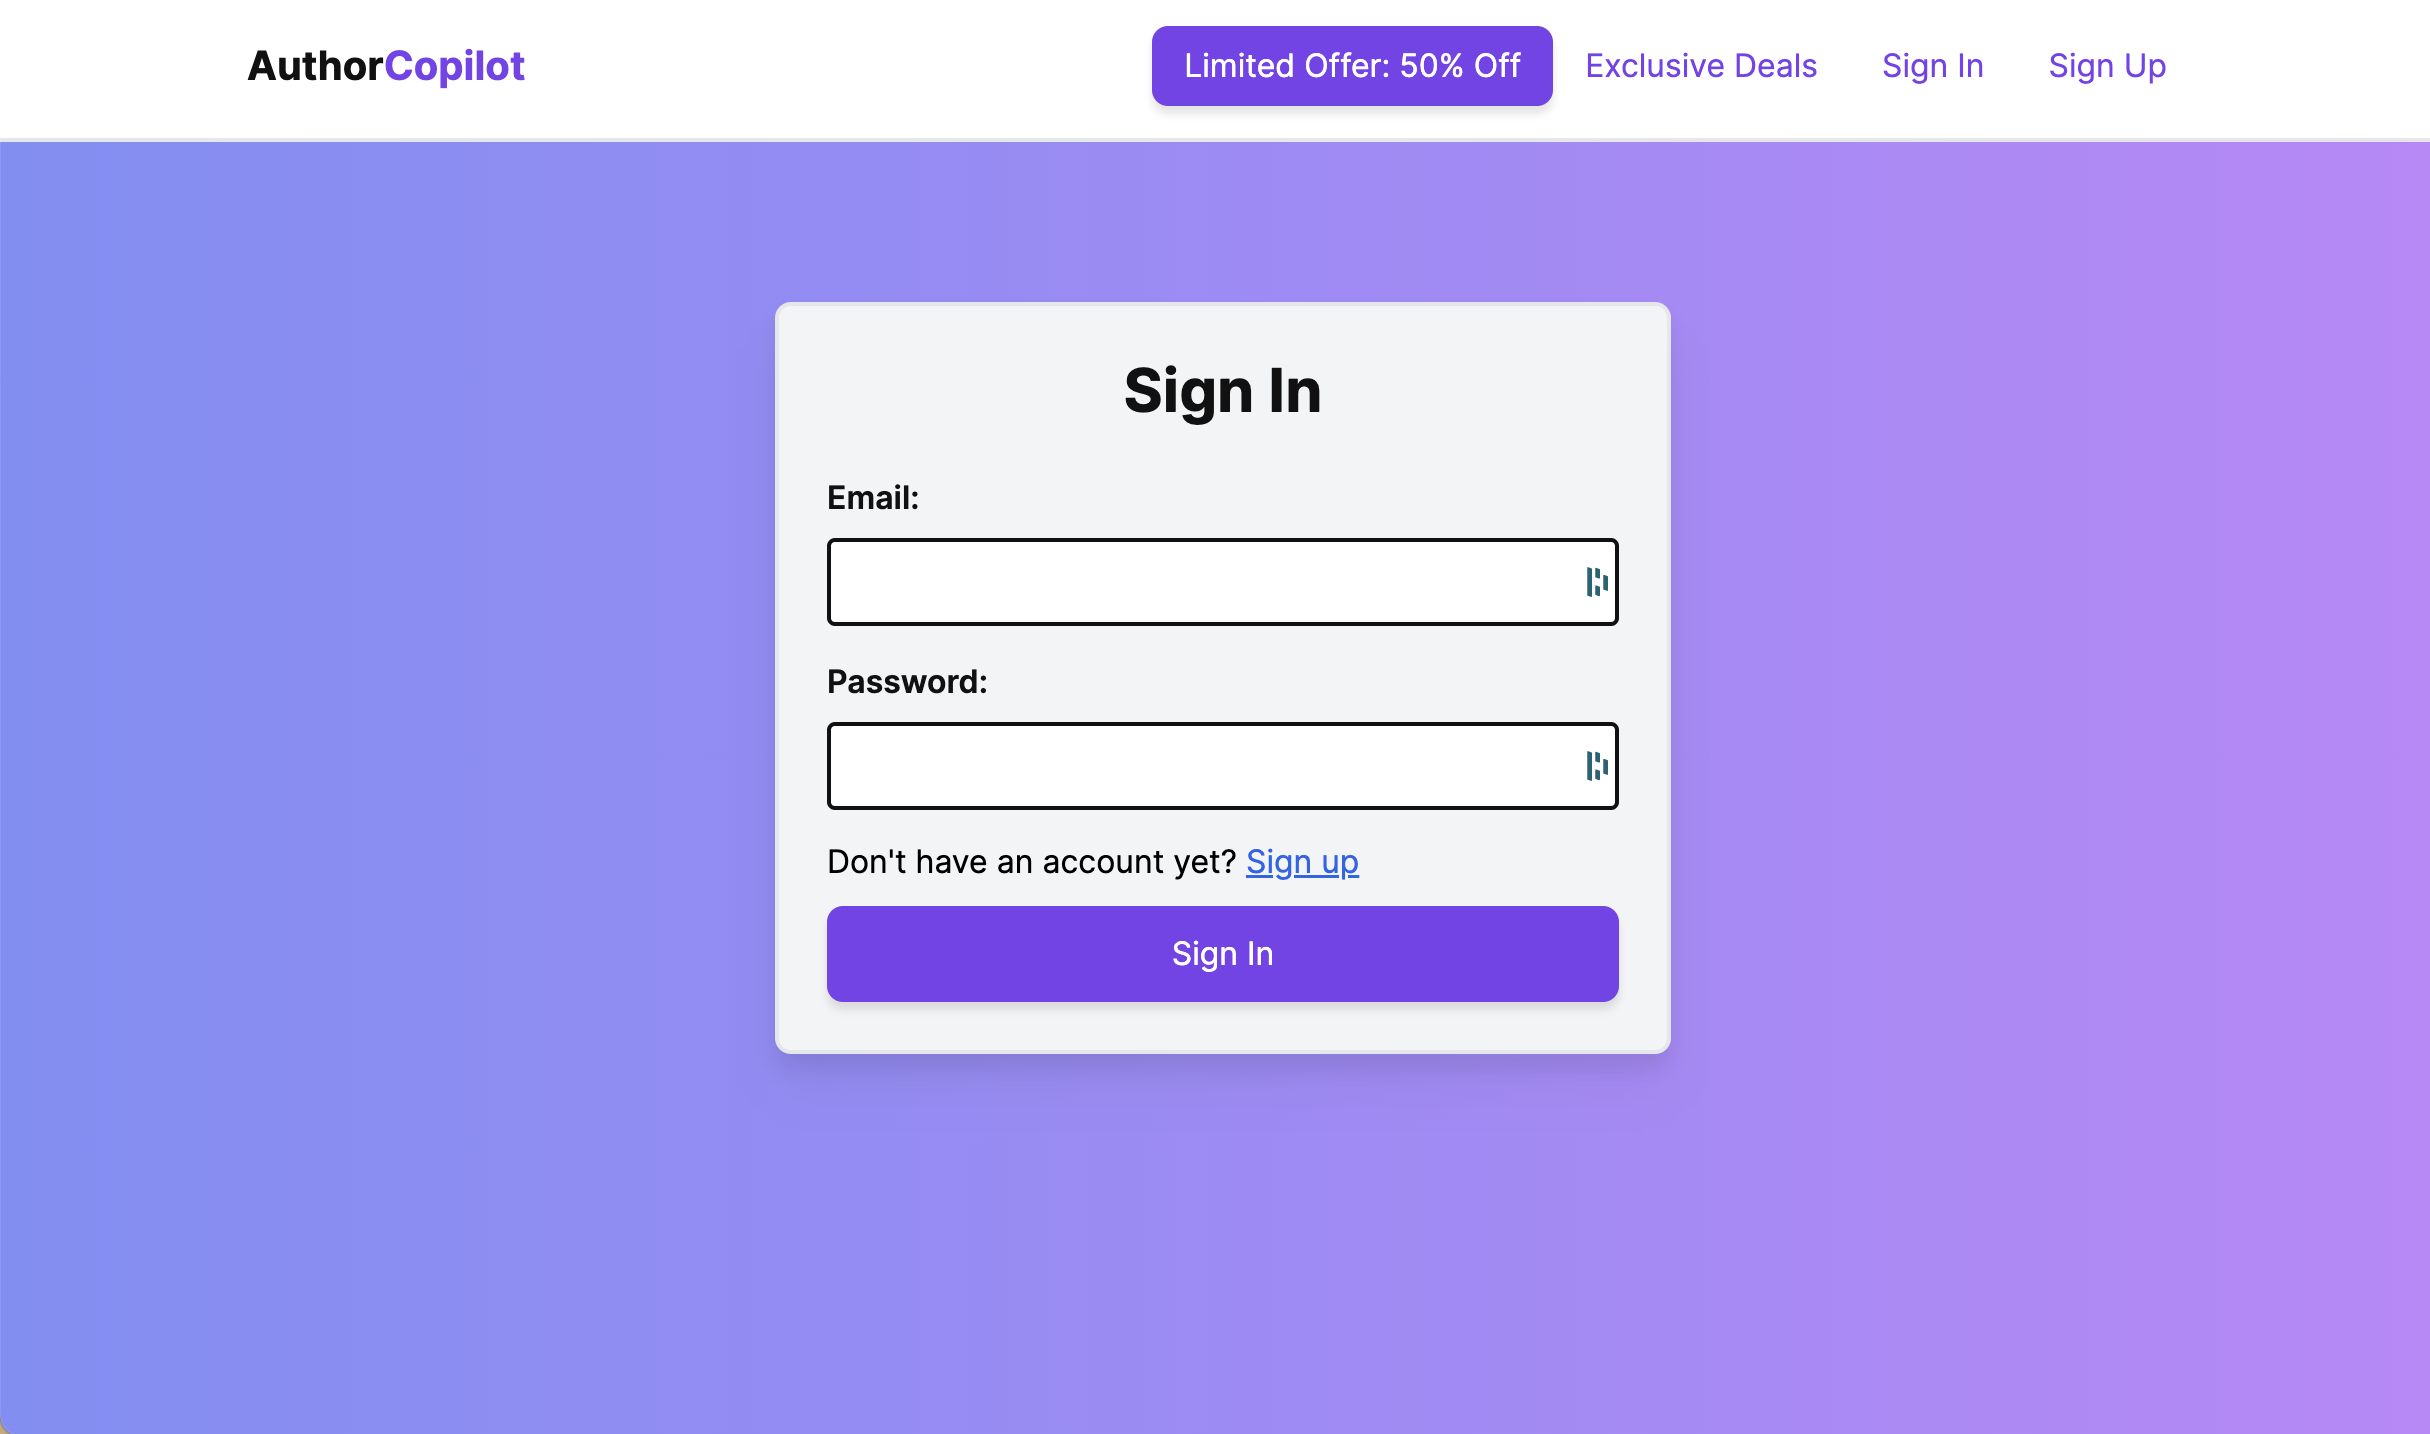 AuthorCopilot
Limited Offer: 50% Off
Exclusive Deals
Sign In
Sign Up
Sign In
Email:
Password:
Don't have an account yet? Sign up
Sign In